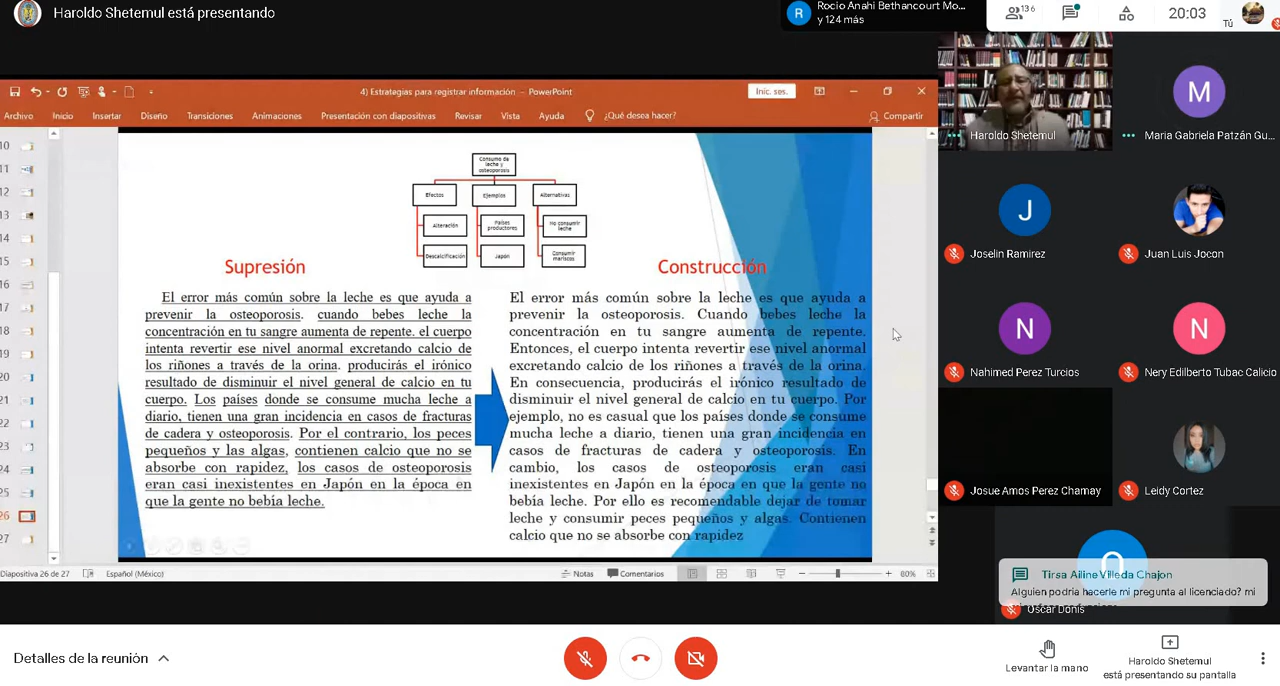 Haroldo Shetemul está presentando
R
Rocio Anahi Bethancourt Mo...
y 124 más
136
20:03
Tú
4) Estrategias para registrar información – PowerPoint
Inic. ses.
Archivo Inicio Insertar Diseño Transiciones Animaciones Presentación con diapositivas Revisar Vista Ayuda ¿Qué desea hacer? Compartir
10
11
12
13
14
15
16
17
18
19
20
21
22
23
24
25
26
27
Consumo de
leche y
osteoporosis
Efectos Ejemplos Alternativas
Alteración
Países
productores
No consumir
leche
Descalcificación
Japón
Consumir
mariscos
Supresión
El error más común sobre la leche es que ayuda a
prevenir la osteoporosis. cuando bebes leche la
concentración en tu sangre aumenta de repente. el cuerpo
intenta revertir ese nivel anormal excretando calcio de
los riñones a través de la orina. producirás el irónico
resultado de disminuir el nivel general de calcio en tu
cuerpo. Los países donde se consume mucha leche a
diario, tienen una gran incidencia en casos de fracturas
de cadera y osteoporosis. Por el contrario, los peces
pequeños y las algas, contienen calcio que no se
absorbe con rapidez, los casos de osteoporosis
eran casi inexistentes en Japón en la época en
que la gente no bebía leche.
Construcción
El error más común sobre la leche es que ayuda a
prevenir la osteoporosis. Cuando bebes leche la
concentración en tu sangre aumenta de repente.
Entonces, el cuerpo intenta revertir ese nivel anormal
excretando calcio de los riñones a través de la orina.
En consecuencia, producirás el irónico resultado de
disminuir el nivel general de calcio en tu cuerpo. Por
ejemplo, no es casual que los países donde se consume
mucha leche a diario, tienen una gran incidencia en
casos de fracturas de cadera y osteoporosis. En
cambio, los casos de osteoporosis eran casi
inexistentes en Japón en la época en que la gente no
bebía leche. Por ello es recomendable dejar de tomar
leche y consumir peces pequeños y algas. Contienen
calcio que no se absorbe con rapidez
Diapositiva 26 de 27 Español (México) Notas Comentarios 80%
Haroldo Shetemul
M
Maria Gabriela Patzán Gu...
J
Joselin Ramirez
Juan Luis Jocon
N
Nahimed Perez Turcios
N
Nery Edilberto Tubac Calicio
Josue Amos Perez Chamay
Leidy Cortez
Tirsa Ailine Villeda Chajon
Alguien podría hacerle mi pregunta al licenciado? mi
Oscar Donis
Detalles de la reunión
Levantar la mano
Haroldo Shetemul
está presentando su pantalla